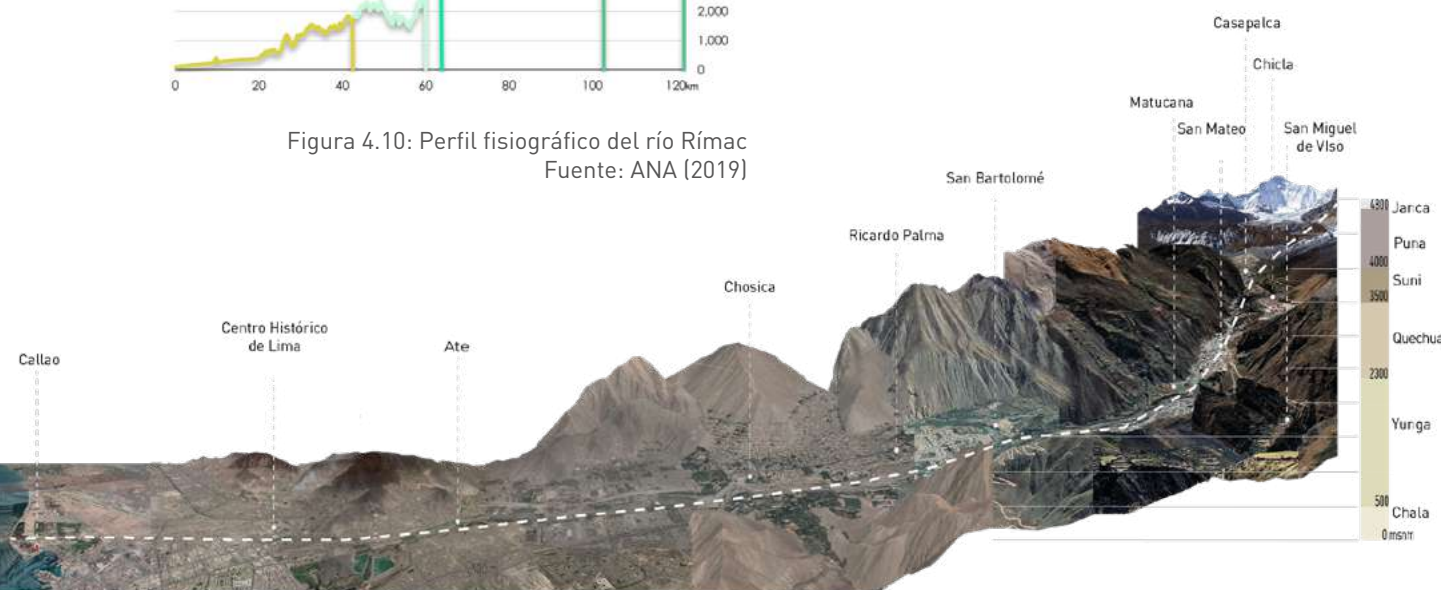 2,000
1,000
0
0 20 40 60 80 100 120km
Figura 4.10: Perfil fisiográfico del río Rímac
Fuente: ANA (2019)
Casapalca
Chicla
Matucana
San Mateo
San Miguel
de VIso
San Bartolomé
Ricardo Palma
Chosica
Centro Histórico
de Lima
Ate
Callao
Janca
Puna
4000
Suni
3500
Quechua
2300
Yunga
500
Chala
0 msnm